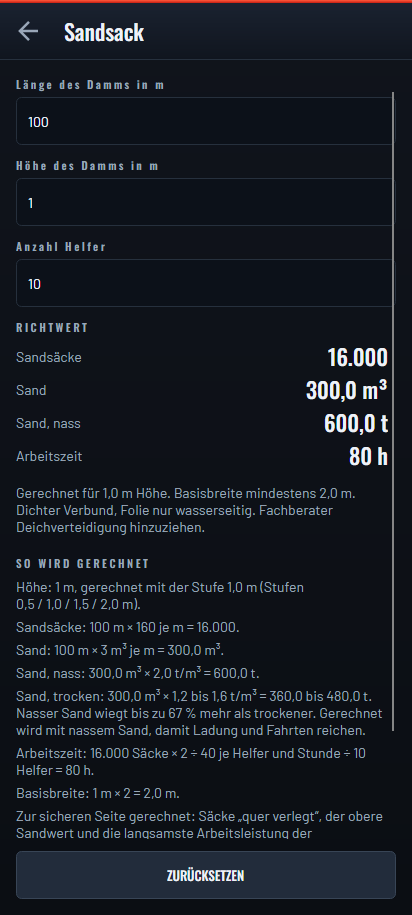 Sandsack
Länge des Damms in m
100
Höhe des Damms in m
1
Anzahl Helfer
10
RICHTWERT
Sandsäcke 16.000
Sand 300,0 m³
Sand, nass 600,0 t
Arbeitszeit 80 h
Gerechnet für 1,0 m Höhe. Basisbreite mindestens 2,0 m.
Dichter Verbund, Folie nur wasserseitig. Fachberater
Deichverteidigung hinzuziehen.
SO WIRD GERECHNET
Höhe: 1 m, gerechnet mit der Stufe 1,0 m (Stufen
0,5 / 1,0 / 1,5 / 2,0 m).
Sandsäcke: 100 m × 160 je m = 16.000.
Sand: 100 m × 3 m³ je m = 300,0 m³.
Sand, nass: 300,0 m³ × 2,0 t/m³ = 600,0 t.
Sand, trocken: 300,0 m³ × 1,2 bis 1,6 t/m³ = 360,0 bis 480,0 t.
Nasser Sand wiegt bis zu 67 % mehr als trockener. Gerechnet
wird mit nassem Sand, damit Ladung und Fahrten reichen.
Arbeitszeit: 16.000 Säcke × 2 ÷ 40 je Helfer und Stunde ÷ 10
Helfer = 80 h.
Basisbreite: 1 m × 2 = 2,0 m.
Zur sicheren Seite gerechnet: Säcke „quer verlegt“, der obere
Sandwert und die langsamste Arbeitsleistung der
ZURÜCKSETZEN